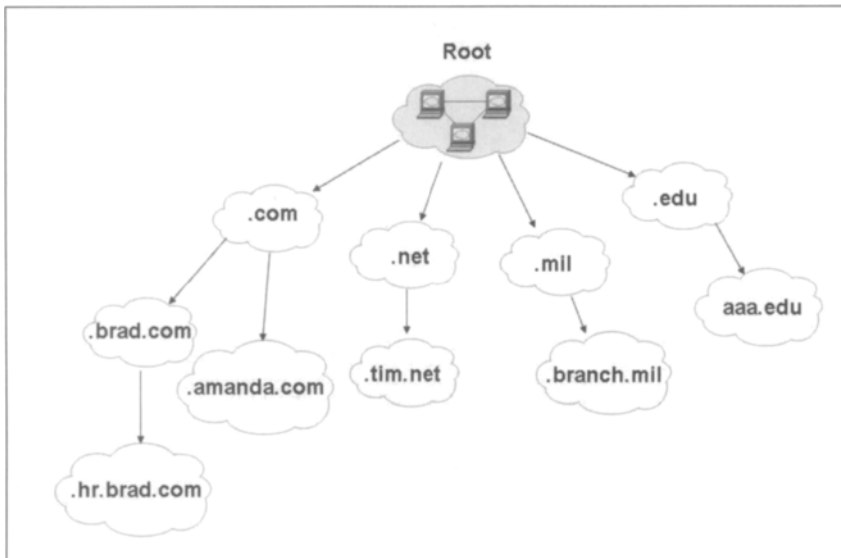 Root
.com
.net
.mil
.edu
.brad.com
.amanda.com
.tim.net
.branch.mil
aaa.edu
.hr.brad.com